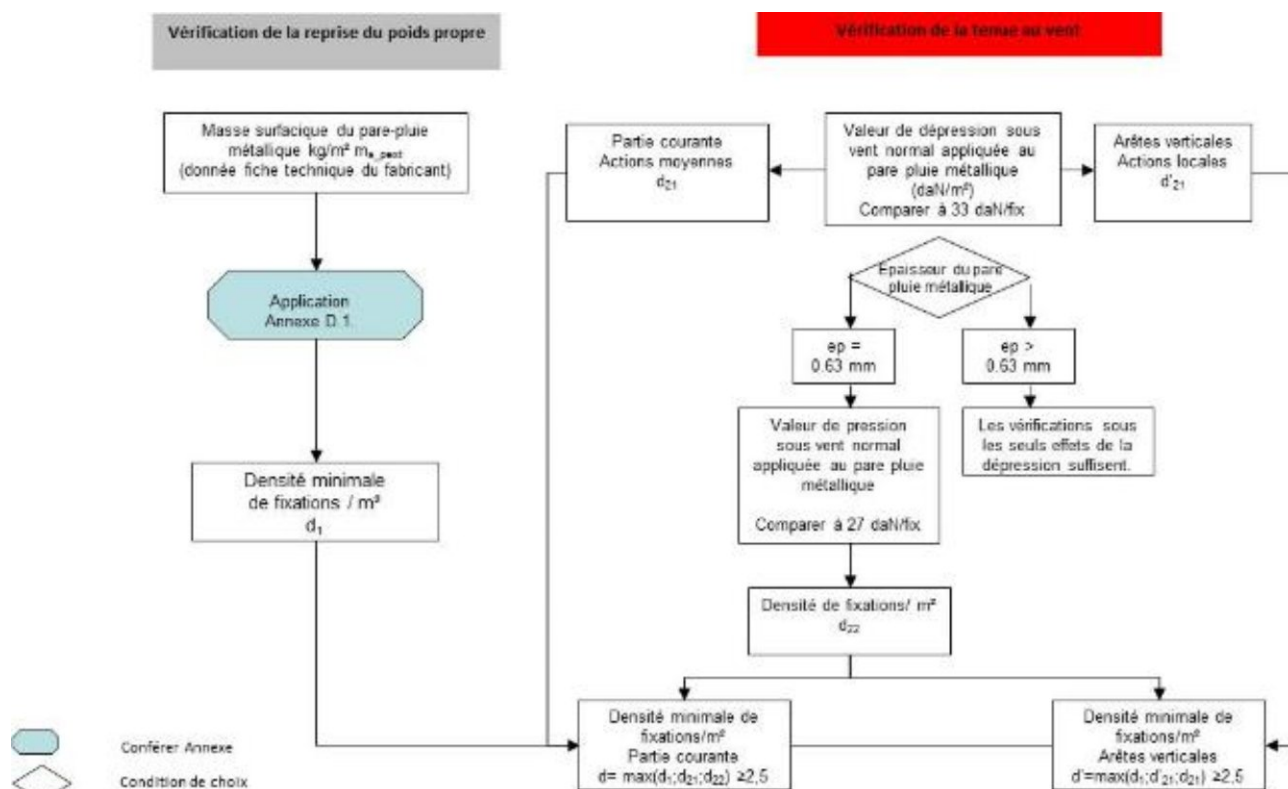 Vérification de la reprise du poids propre
Vérification de la tenue au vent
Masse surfacique du pare-pluie
métallique kg/m²
(donnée fiche technique du fabricant)
Application
Annexe D.1.
Densité minimale
de fixations / m²
d₁
Partie courante
Actions moyennes
d₂₁
Valeur de dépression sous
vent normal appliquée au
pare pluie métallique
(daN/m²)
Comparer à 33 daN/fix
Arêtes verticales
Actions locales
d'₂₁
Epaisseur du pare
pluie métallique
ep =
0.63 mm
ep >
0.63 mm
Valeur de pression
sous vent normal
appliquée au pare pluie
métallique
Comparer à 27 daN/fix
Les vérifications sous
les seuls effets de la
dépression suffisent.
Densité de fixations/ m²
d₂₂
Densité minimale de
fixations/m²
Partie courante
d= max(d₁;d₂₁;d₂₂) ≥2,5
Densité minimale de
fixations/m²
Arêtes verticales
d'=max(d₁;d'₂₁;d₂₁) ≥2,5
Conférer Annexe
Condition de choix